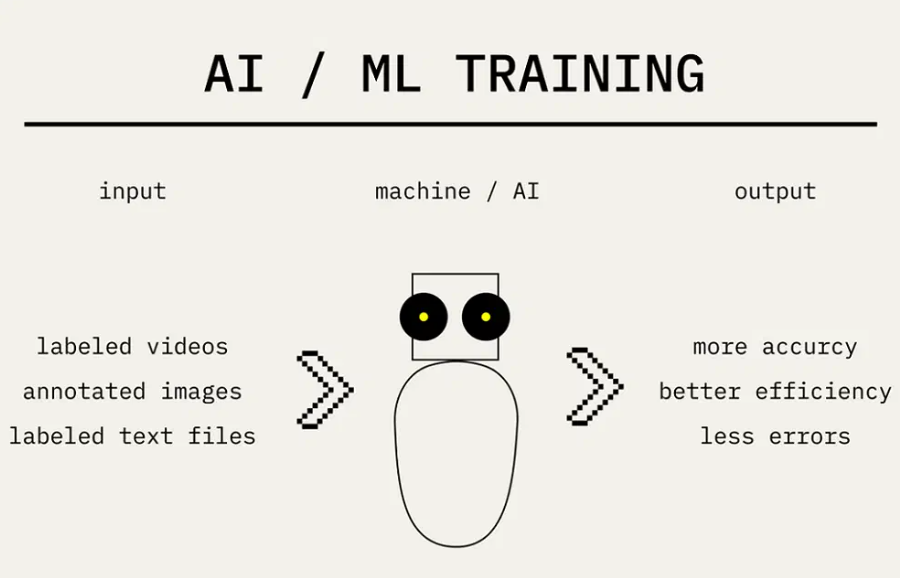 AI / ML TRAINING
input
machine / AI
output
labeled videos
annotated images
labeled text files
more accurcy
better efficiency
less errors